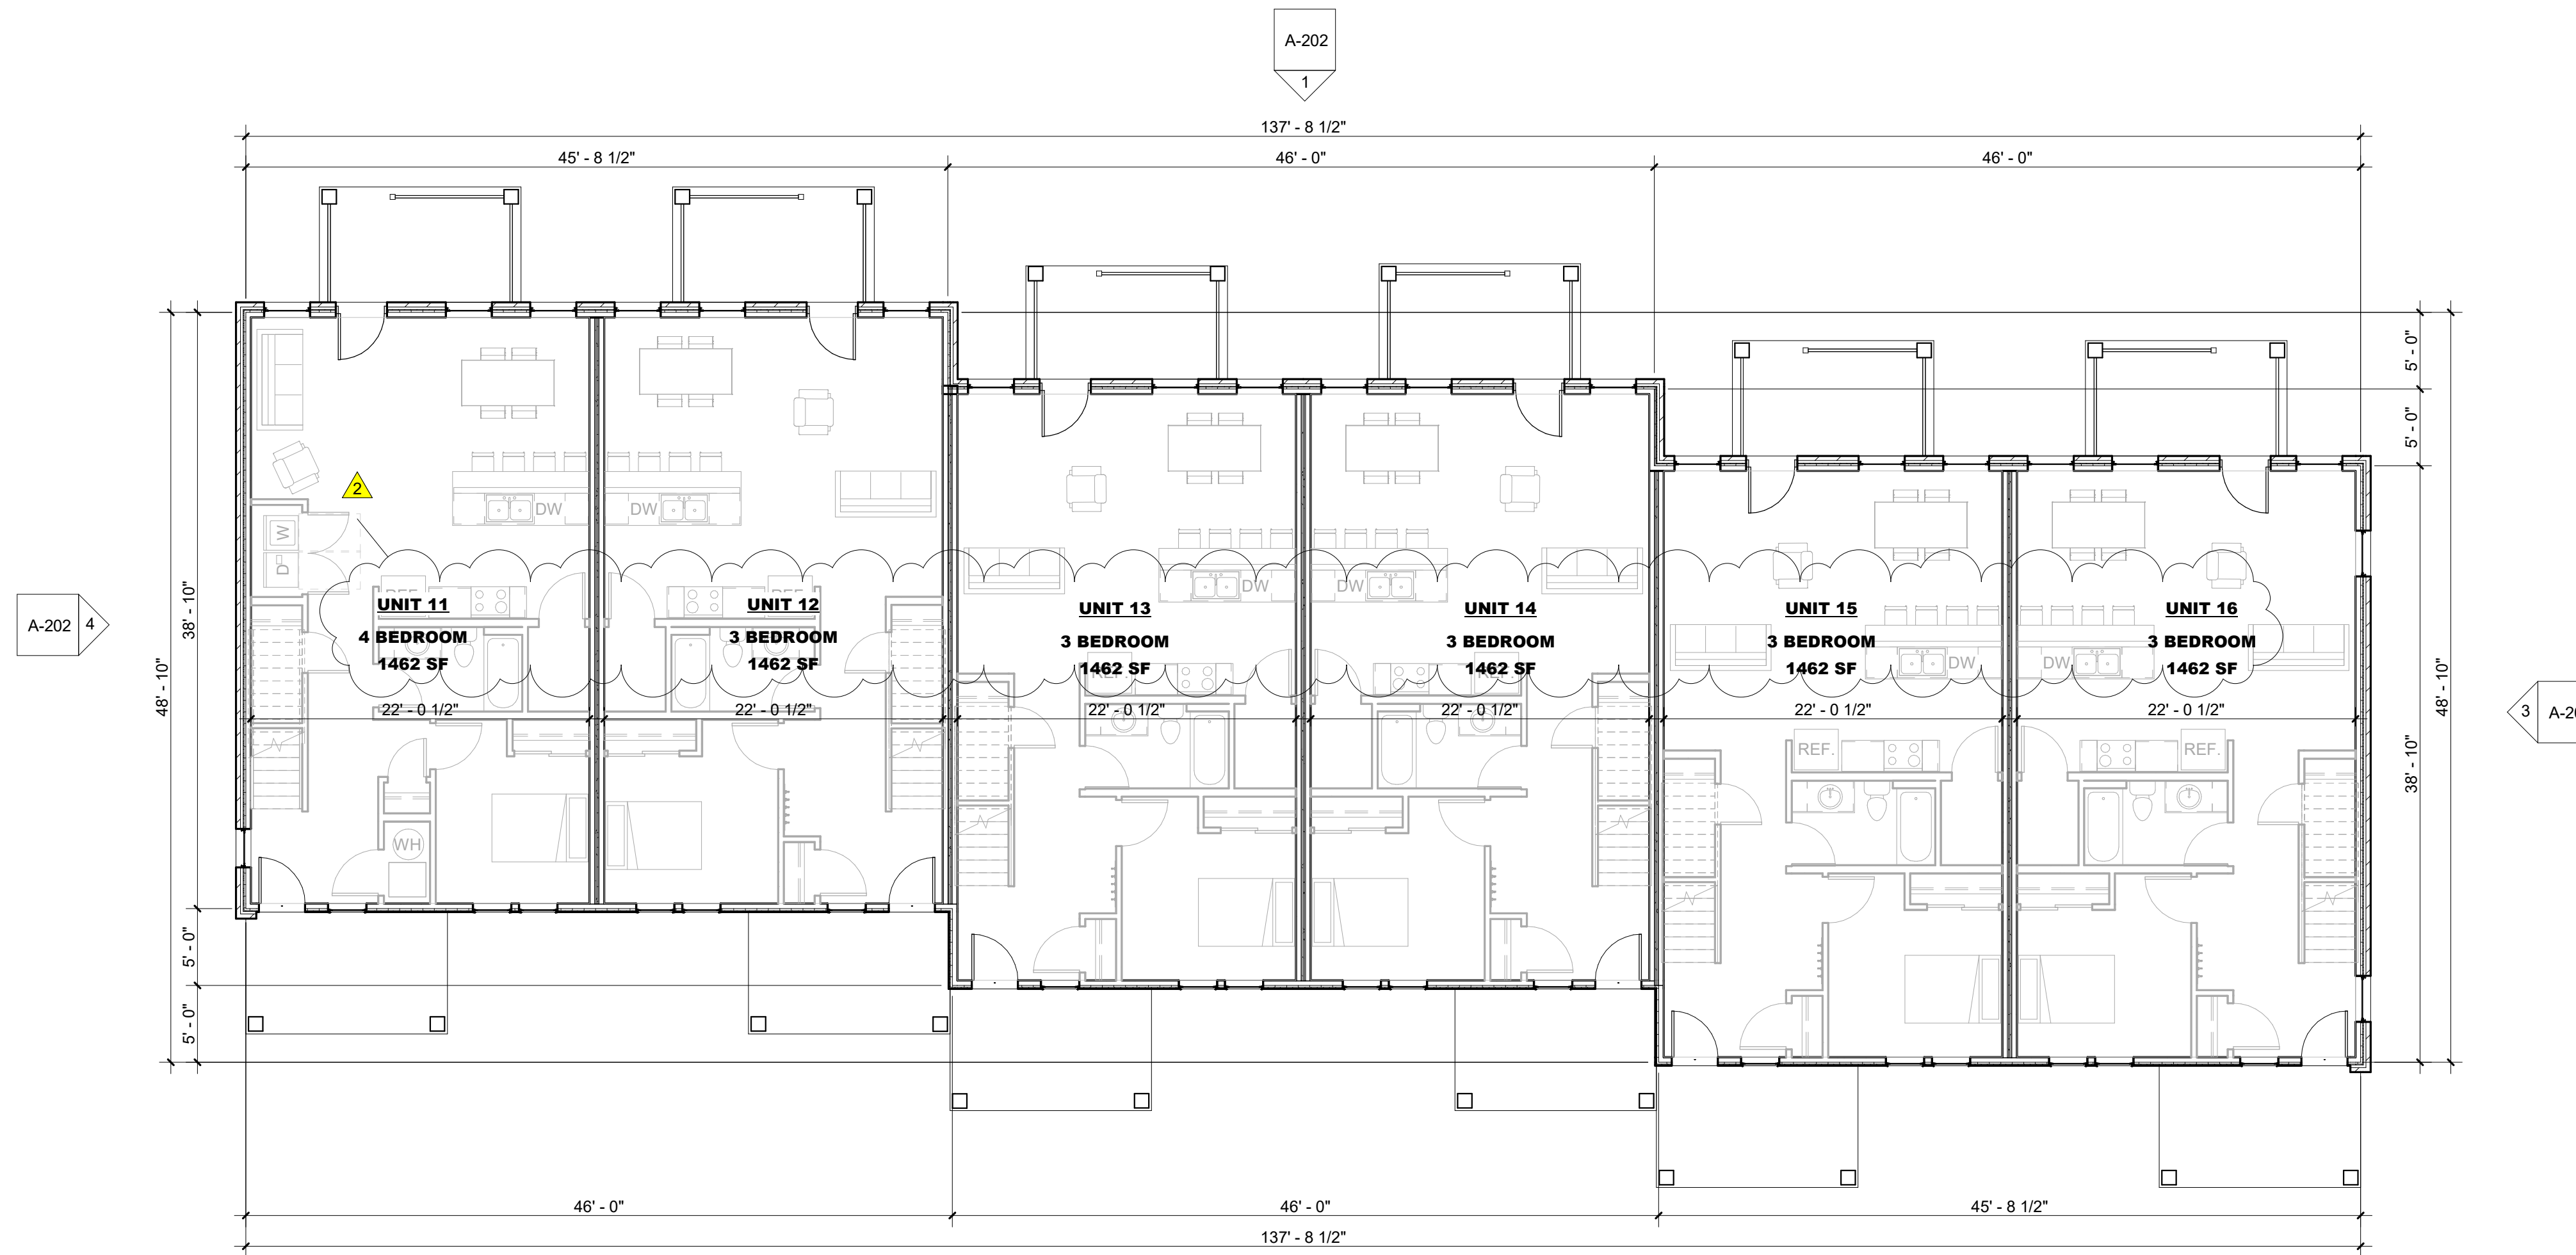 A-202
1
137' - 8 1/2"
45' - 8 1/2"
46' - 0"
46' - 0"
5' - 0"
5' - 0"
2
DW
DW
W
D
DW
DW
DW
DW
REF.
REF.
UNIT 11
4 BEDROOM
1462 SF
UNIT 12
3 BEDROOM
1462 SF
UNIT 13
3 BEDROOM
1462 SF
UNIT 14
3 BEDROOM
1462 SF
UNIT 15
3 BEDROOM
1462 SF
UNIT 16
3 BEDROOM
1462 SF
REF.
REF.
A-202
4
38' - 10"
48' - 10"
22' - 0 1/2"
22' - 0 1/2"
22' - 0 1/2"
22' - 0 1/2"
22' - 0 1/2"
22' - 0 1/2"
3
48' - 10"
38' - 10"
REF.
REF.
WH
5' - 0"
5' - 0"
46' - 0"
46' - 0"
45' - 8 1/2"
137' - 8 1/2"